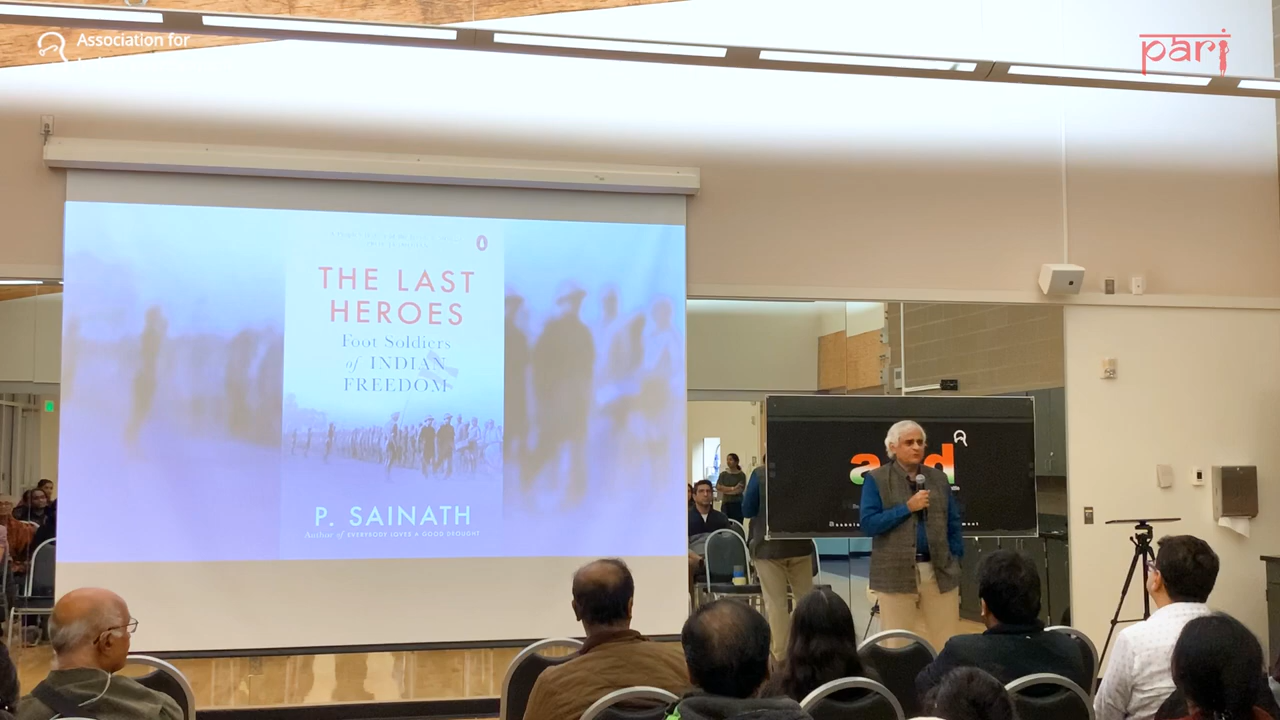 Association for
pari
THE LAST
HEROES
Foot Soldiers
of INDIAN
FREEDOM
P. SAINATH
Author of EVERYBODY LOVES A GOOD DROUGHT